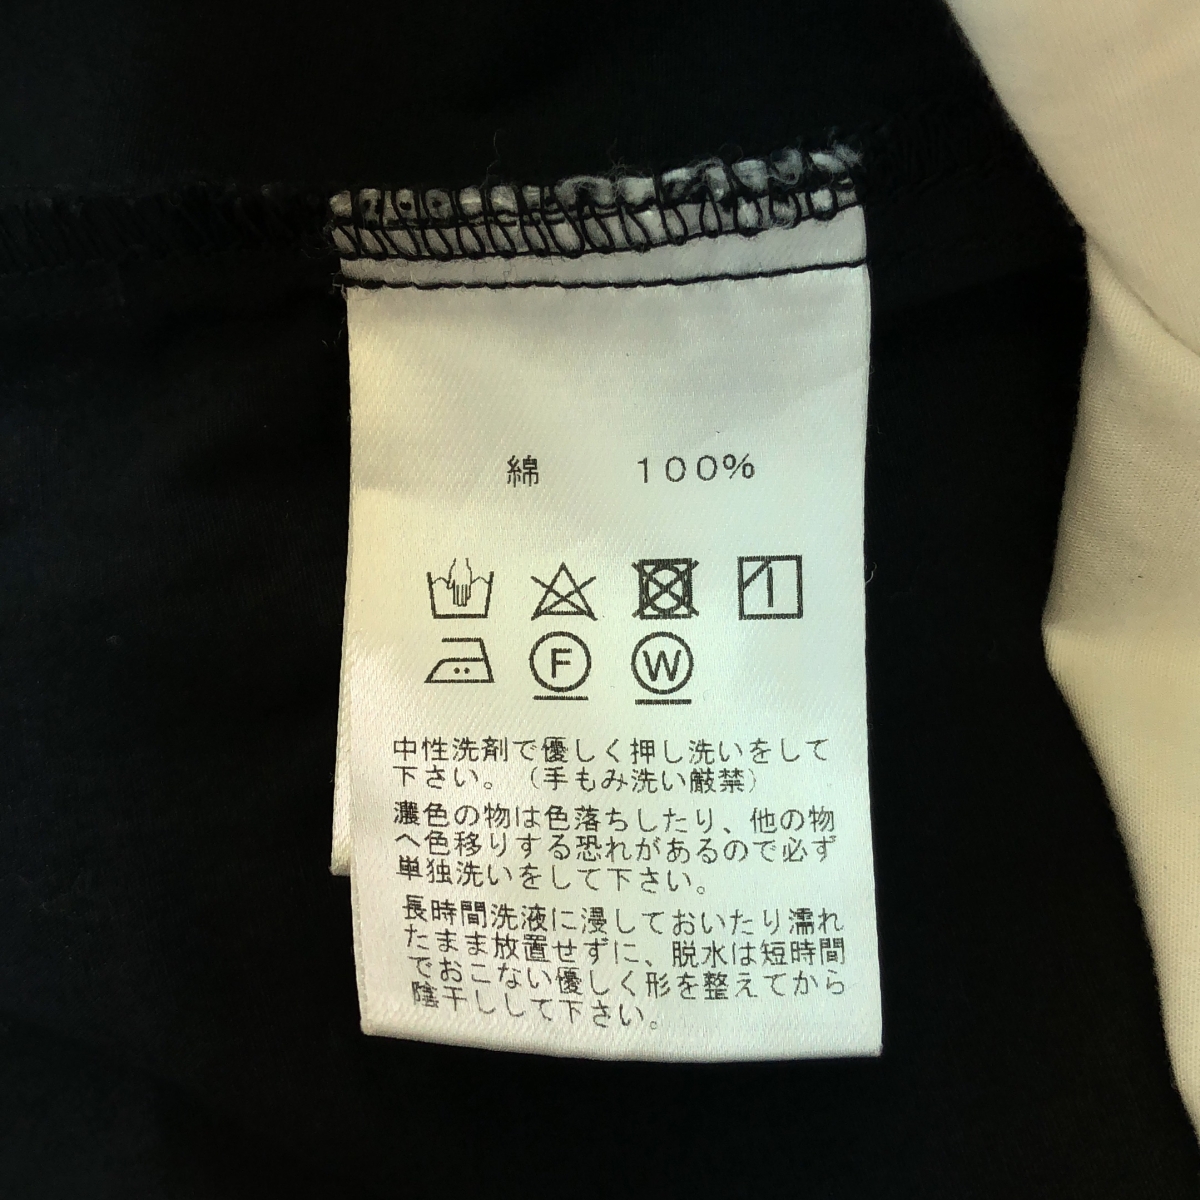 綿 100%
F W
中性洗剤で優しく押し洗いをして
下さい。（手もみ洗い厳禁）
濃色の物は色落ちしたり、他の物
へ色移りする恐れがあるので必ず
単独洗いをして下さい。
長時間洗液に浸しておいたり濡れ
たまま放置せずに、脱水は短時間
でおこない優しく形を整えてから
陰干しして下さい。